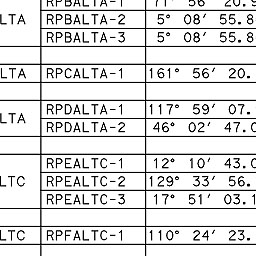 RPBALTA-1 71° 56′ 20.9
LTA RPBALTA-2 5° 08′ 55.8
RPBALTA-3 5° 08′ 55.8
LTA RPCALTA-1 161° 56′ 20.
RPDALTA-1 117° 59′ 07.
LTA RPDALTA-2 46° 02′ 47.0
RPEALTC-1 12° 10′ 43.0
LTC RPEALTC-2 129° 33′ 56.
RPEALTC-3 17° 51′ 03.1
LTC RPFALTC-1 110° 24′ 23.